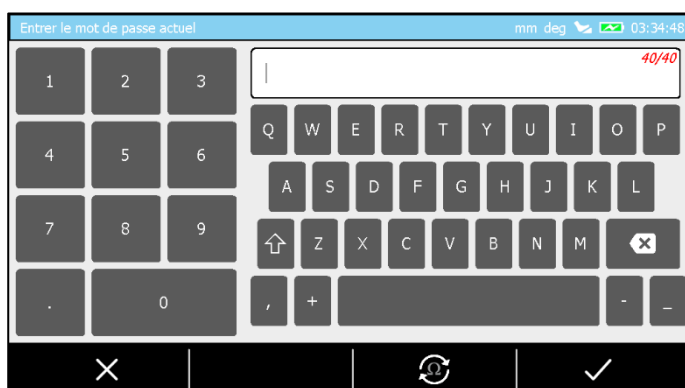 Entrer le mot de passe actuel mm deg 03:34:48
40/40
1 2 3
Q W E R T Y U I O P
4 5 6
A S D F G H J K L
7 8 9
Z X C V B N M
. 0
, + - _
Ω